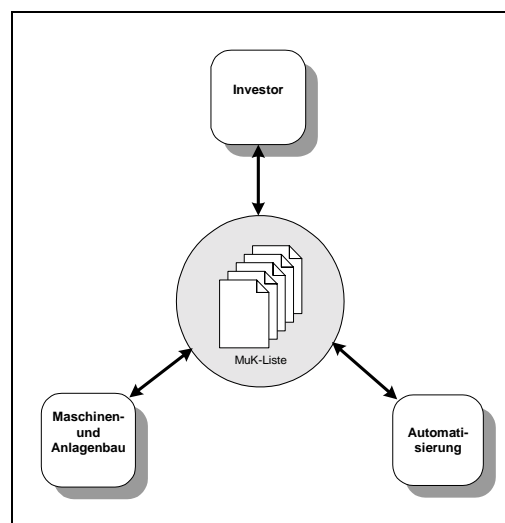 Investor
MuK-Liste
Maschinen-
und
Anlagenbau
Automati-
sierung